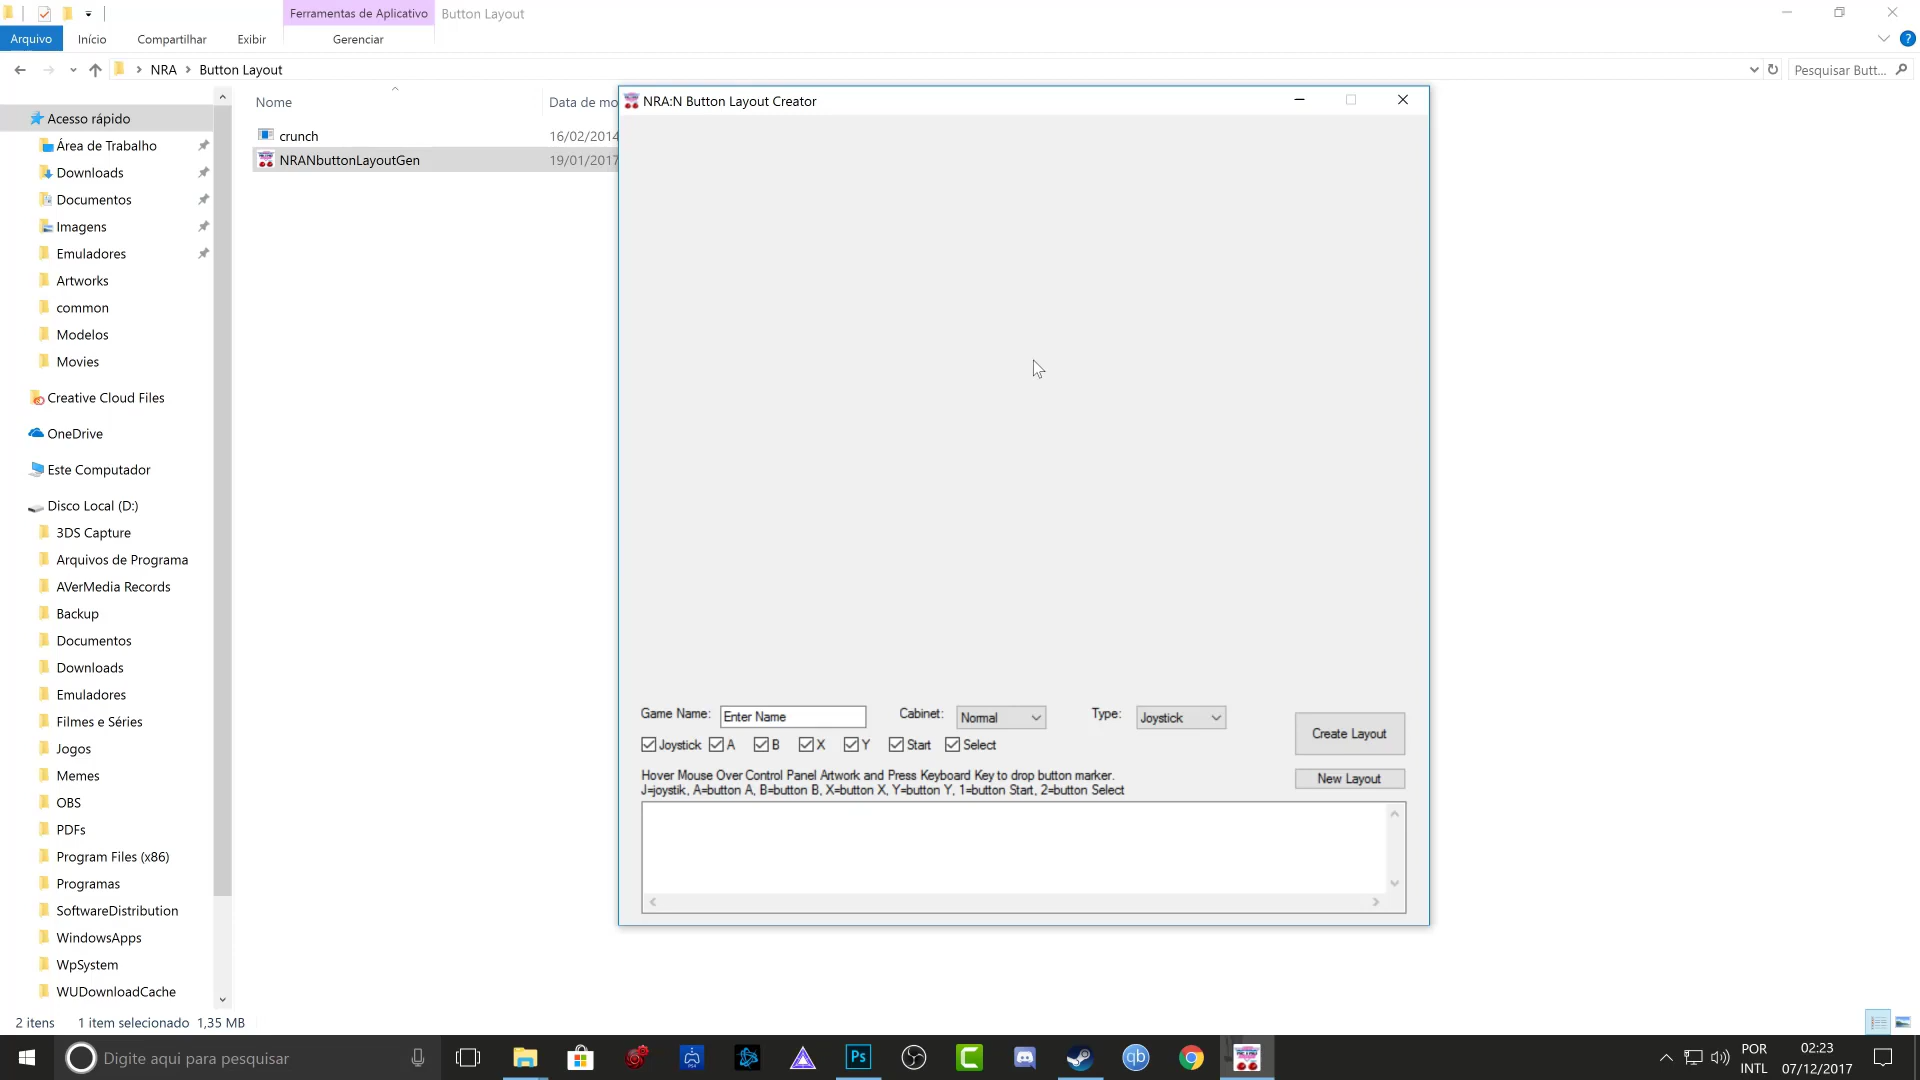 Ferramentas de Aplicativo
Button Layout
Arquivo
Início
Compartilhar
Exibir
Gerenciar
NRA
Button Layout
Pesquisar Butt...
Nome
Data de mo
crunch
16/02/2014
NRANbuttonLayoutGen
19/01/2017
Acesso rápido
Área de Trabalho
Downloads
Documentos
Imagens
Emuladores
Artworks
common
Modelos
Movies
Creative Cloud Files
OneDrive
Este Computador
Disco Local (D:)
3DS Capture
Arquivos de Programa
AVerMedia Records
Backup
Documentos
Downloads
Emuladores
Filmes e Séries
Jogos
Memes
OBS
PDFs
Program Files (x86)
Programas
SoftwareDistribution
WindowsApps
WpSystem
WUDownloadCache
2 itens
1 item selecionado 1,35 MB
NRA:N Button Layout Creator
Game Name: Enter Name
Cabinet: Normal
Type: Joystick
Create Layout
Joystick A B X Y Start Select
Hover Mouse Over Control Panel Artwork and Press Keyboard Key to drop button marker.
J=joystik, A=button A, B=button B, X=button X, Y=button Y, 1=button Start, 2=button Select
New Layout
Digite aqui para pesquisar
Ps
qb
POR
INTL
02:23
07/12/2017